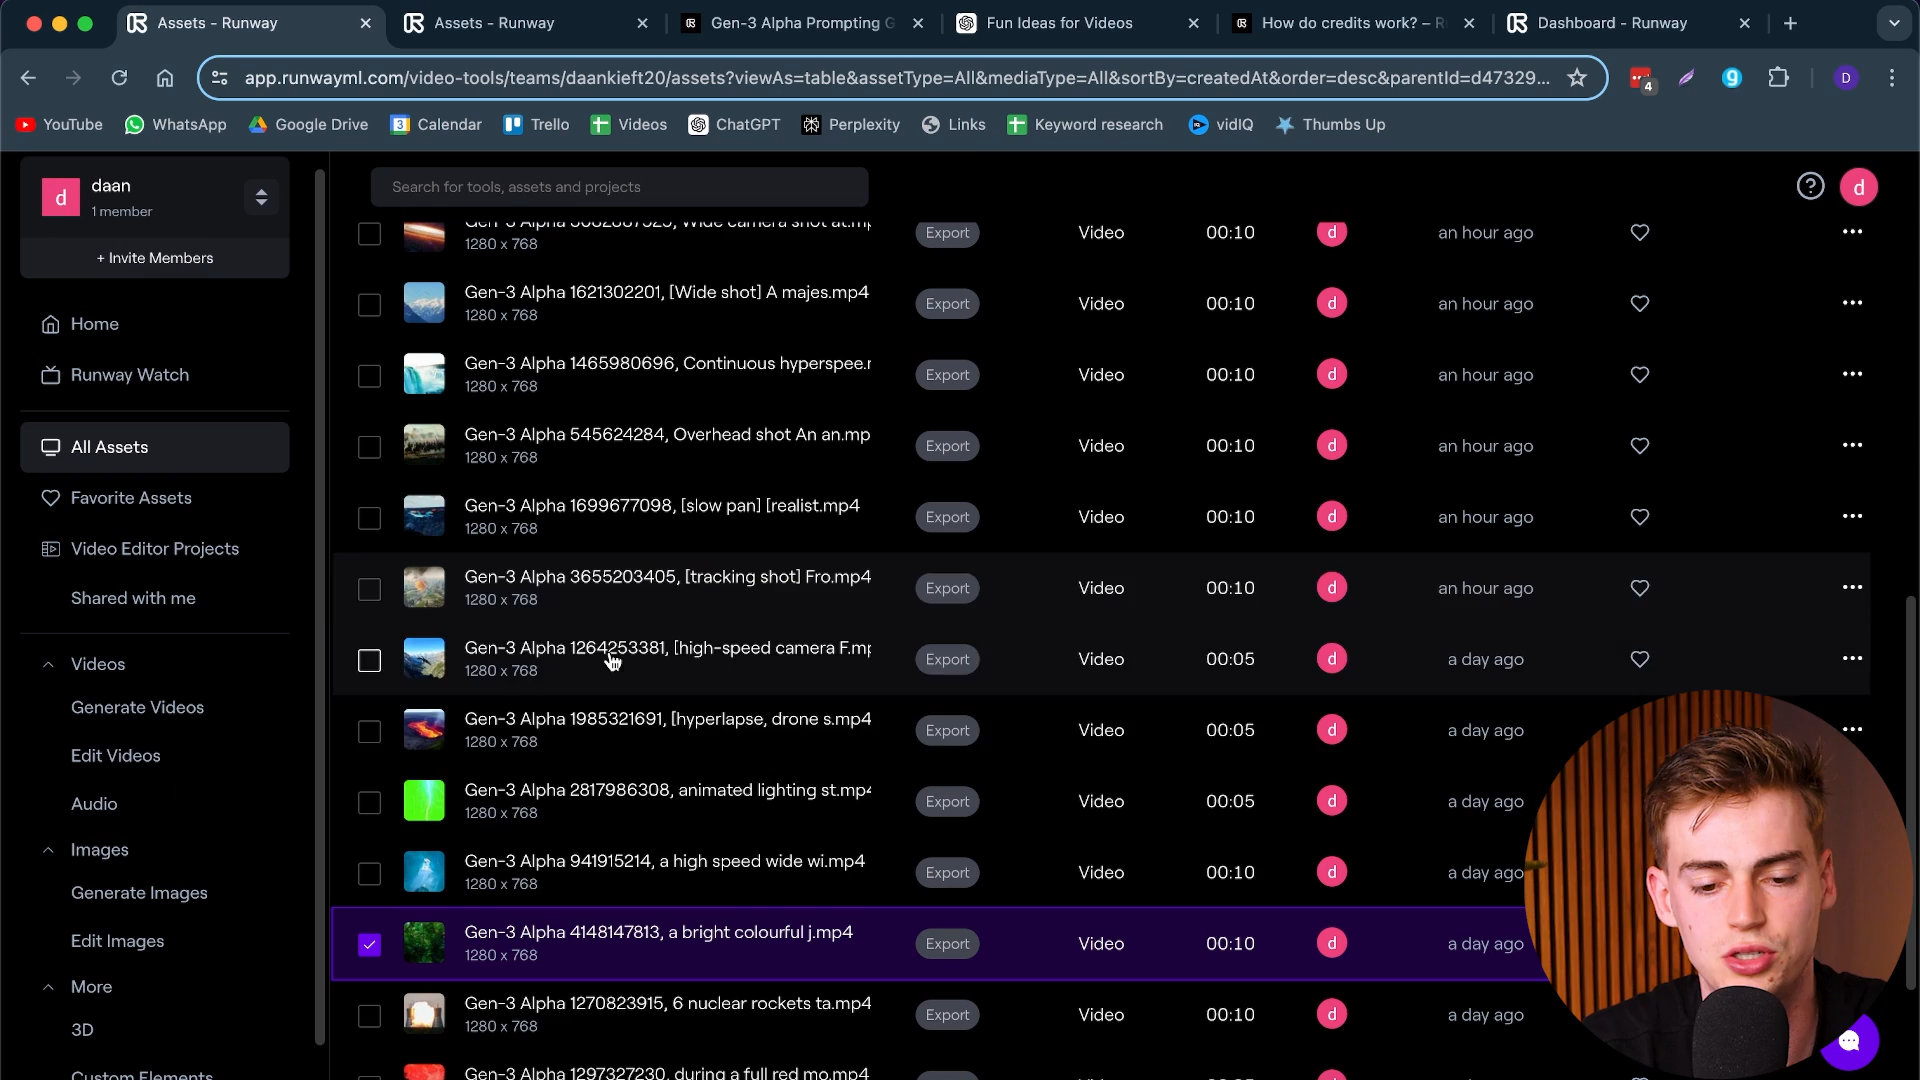 Assets - Runway
Assets - Runway
Gen-3 Alpha Prompting G
Fun Ideas for Videos
How do credits work? – R
Dashboard - Runway
app.runwayml.com/video-tools/teams/daankieft20/assets?viewAs=table&assetType=All&mediaType=All&sortBy=createdAt&order=desc&parentId=d47329...
4
D
YouTube
WhatsApp
Google Drive
3 Calendar
Trello
Videos
ChatGPT
Perplexity
Links
Keyword research
vidIQ
Thumbs Up
d
daan
1 member
+ Invite Members
Home
Runway Watch
All Assets
Favorite Assets
Video Editor Projects
Shared with me
Videos
Generate Videos
Edit Videos
Audio
Images
Generate Images
Edit Images
More
3D
Custom Elements
Search for tools, assets and projects
d
Gen-3 Alpha 3662687525, Wide camera shot at.mp
1280 x 768
Export Video 00:10 d an hour ago
Gen-3 Alpha 1621302201, [Wide shot] A majes.mp4
1280 x 768
Export Video 00:10 d an hour ago
Gen-3 Alpha 1465980696, Continuous hyperspee.r
1280 x 768
Export Video 00:10 d an hour ago
Gen-3 Alpha 545624284, Overhead shot An an.mp
1280 x 768
Export Video 00:10 d an hour ago
Gen-3 Alpha 1699677098, [slow pan] [realist.mp4
1280 x 768
Export Video 00:10 d an hour ago
Gen-3 Alpha 3655203405, [tracking shot] Fro.mp4
1280 x 768
Export Video 00:10 d an hour ago
Gen-3 Alpha 1264253381, [high-speed camera F.mp
1280 x 768
Export Video 00:05 d a day ago
Gen-3 Alpha 1985321691, [hyperlapse, drone s.mp4
1280 x 768
Export Video 00:05 d a day ago
Gen-3 Alpha 2817986308, animated lighting st.mp4
1280 x 768
Export Video 00:05 d a day ago
Gen-3 Alpha 941915214, a high speed wide wi.mp4
1280 x 768
Export Video 00:10 d a day ago
Gen-3 Alpha 4148147813, a bright colourful j.mp4
1280 x 768
Export Video 00:10 d a day ago
Gen-3 Alpha 1270823915, 6 nuclear rockets ta.mp4
1280 x 768
Export Video 00:10 d a day ago
Gen-3 Alpha 1297327230, during a full red mo.mp4